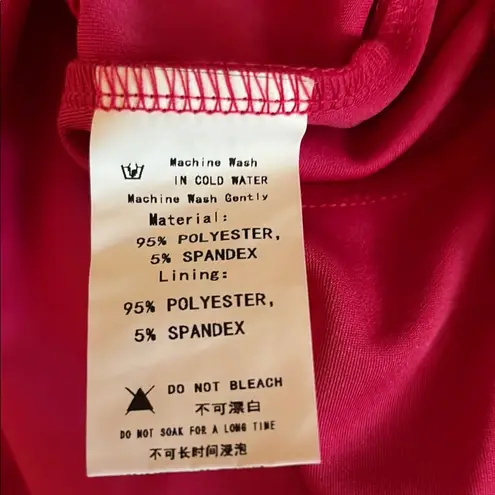 Machine Wash
IN COLD WATER
Machine Wash Gently
Material:
95% POLYESTER,
5% SPANDEX
Lining:
95% POLYESTER,
5% SPANDEX
DO NOT BLEACH
不可漂白
DO NOT SOAK FOR A LONG TIME
不可长时间浸泡